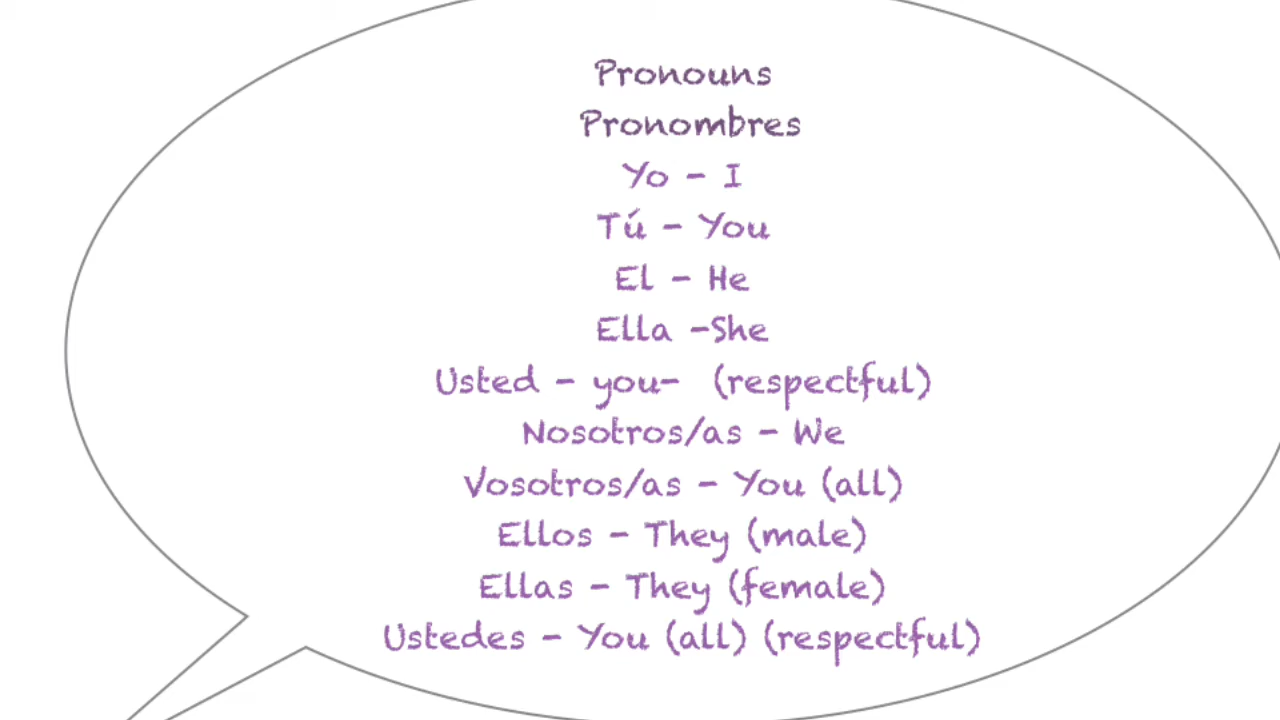 Pronouns
Pronombres
Yo - I
Tú - You
El - He
Ella -She
Usted - you-  (respectful)
Nosotros/as - We
Vosotros/as - You (all)
Ellos - They (male)
Ellas - They (female)
Ustedes - You (all) (respectful)